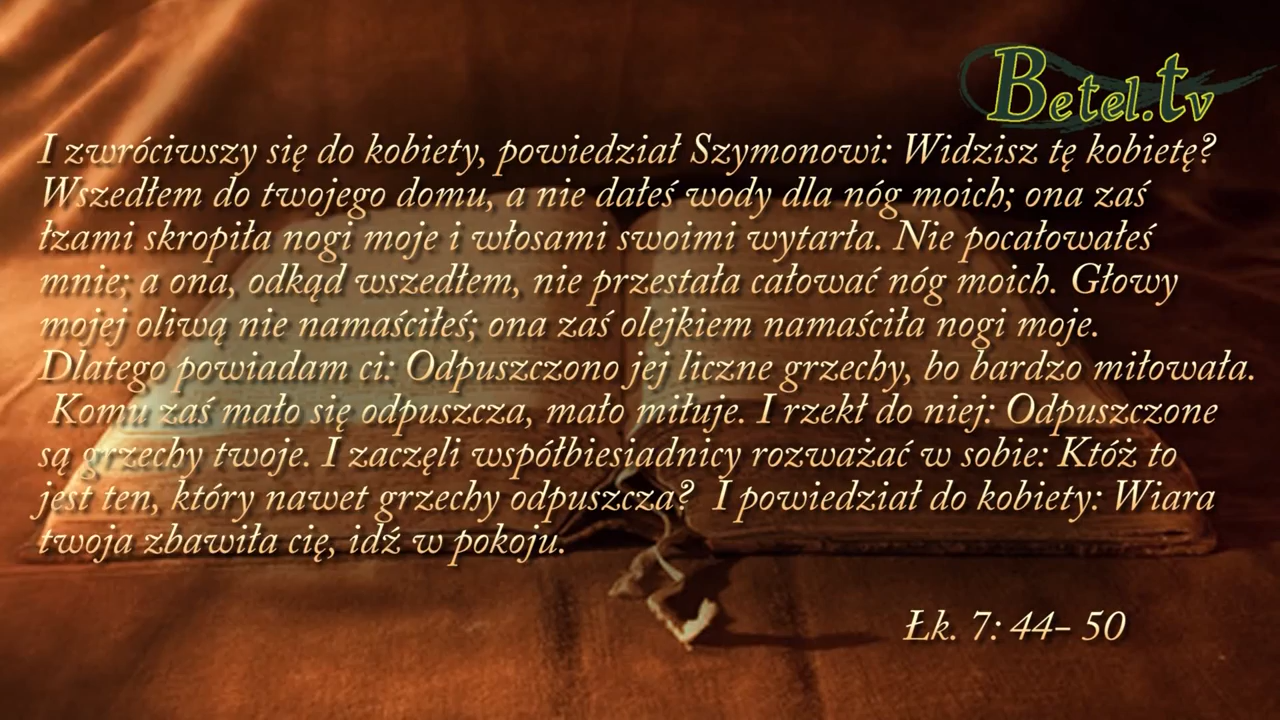 Betel.tv
I zwróciwszy się do kobiety, powiedział Szymonowi: Widzisz tę kobietę?
Wszedłem do twojego domu, a nie dałeś wody dla nóg moich; ona zaś
łzami skropiła nogi moje i włosami swoimi wytarła. Nie pocałowałeś
mnie; a ona, odkąd wszedłem, nie przestała całować nóg moich. Głowy
mojej oliwą nie namaściłeś; ona zaś olejkiem namaściła nogi moje.
Dlatego powiadam ci: Odpuszczono jej liczne grzechy, bo bardzo miłowała.
Komu zaś mało się odpuszcza, mało miłuje. I rzekł do niej: Odpuszczone
są grzechy twoje. I zaczęli współbiesiadnicy rozważać w sobie: Któż to
jest ten, który nawet grzechy odpuszcza? I powiedział do kobiety: Wiara
twoja zbawiła cię, idź w pokoju.
Łk. 7: 44- 50